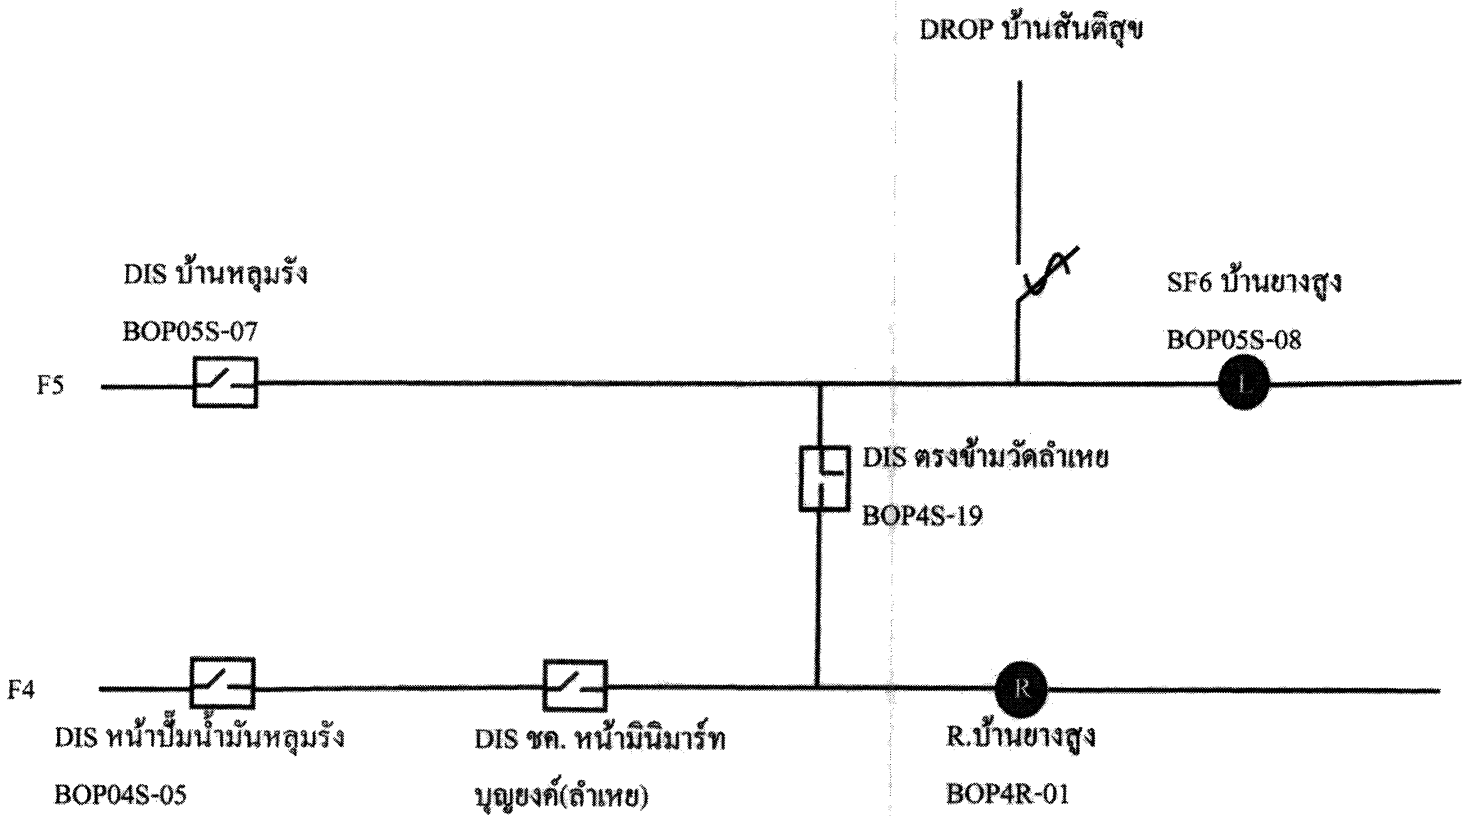 DROP บ้านสันติสุข
DIS บ้านหลุมรัง
BOP05S-07
SF6 บ้านยางสูง
BOP05S-08
F5
L
DIS ตรงข้ามวัดลำเหย
BOP4S-19
F4
R
DIS หน้าปั๊มน้ำมันหลุมรัง
BOP04S-05
DIS ชค. หน้ามินิมาร์ท
บุญยงค์(ลำเหย)
R.บ้านยางสูง
BOP4R-01